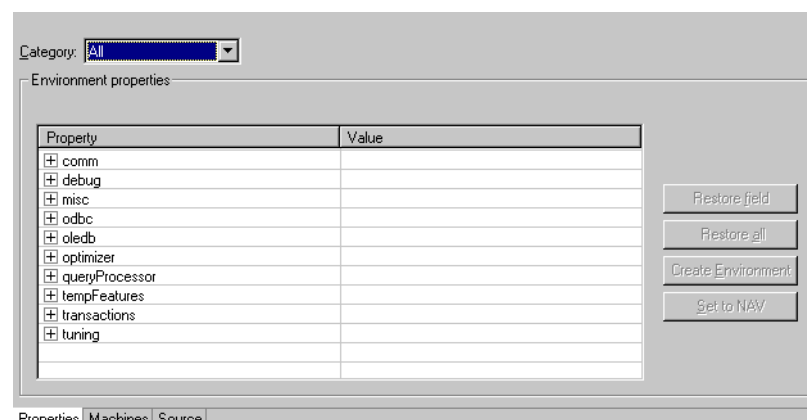 Category: All
Environment properties
Property Value
comm
debug
misc
odbc
oledb
optimizer
queryProcessor
tempFeatures
transactions
tuning
Restore field
Restore all
Create Environment
Set to NAV
Properties Machines Source